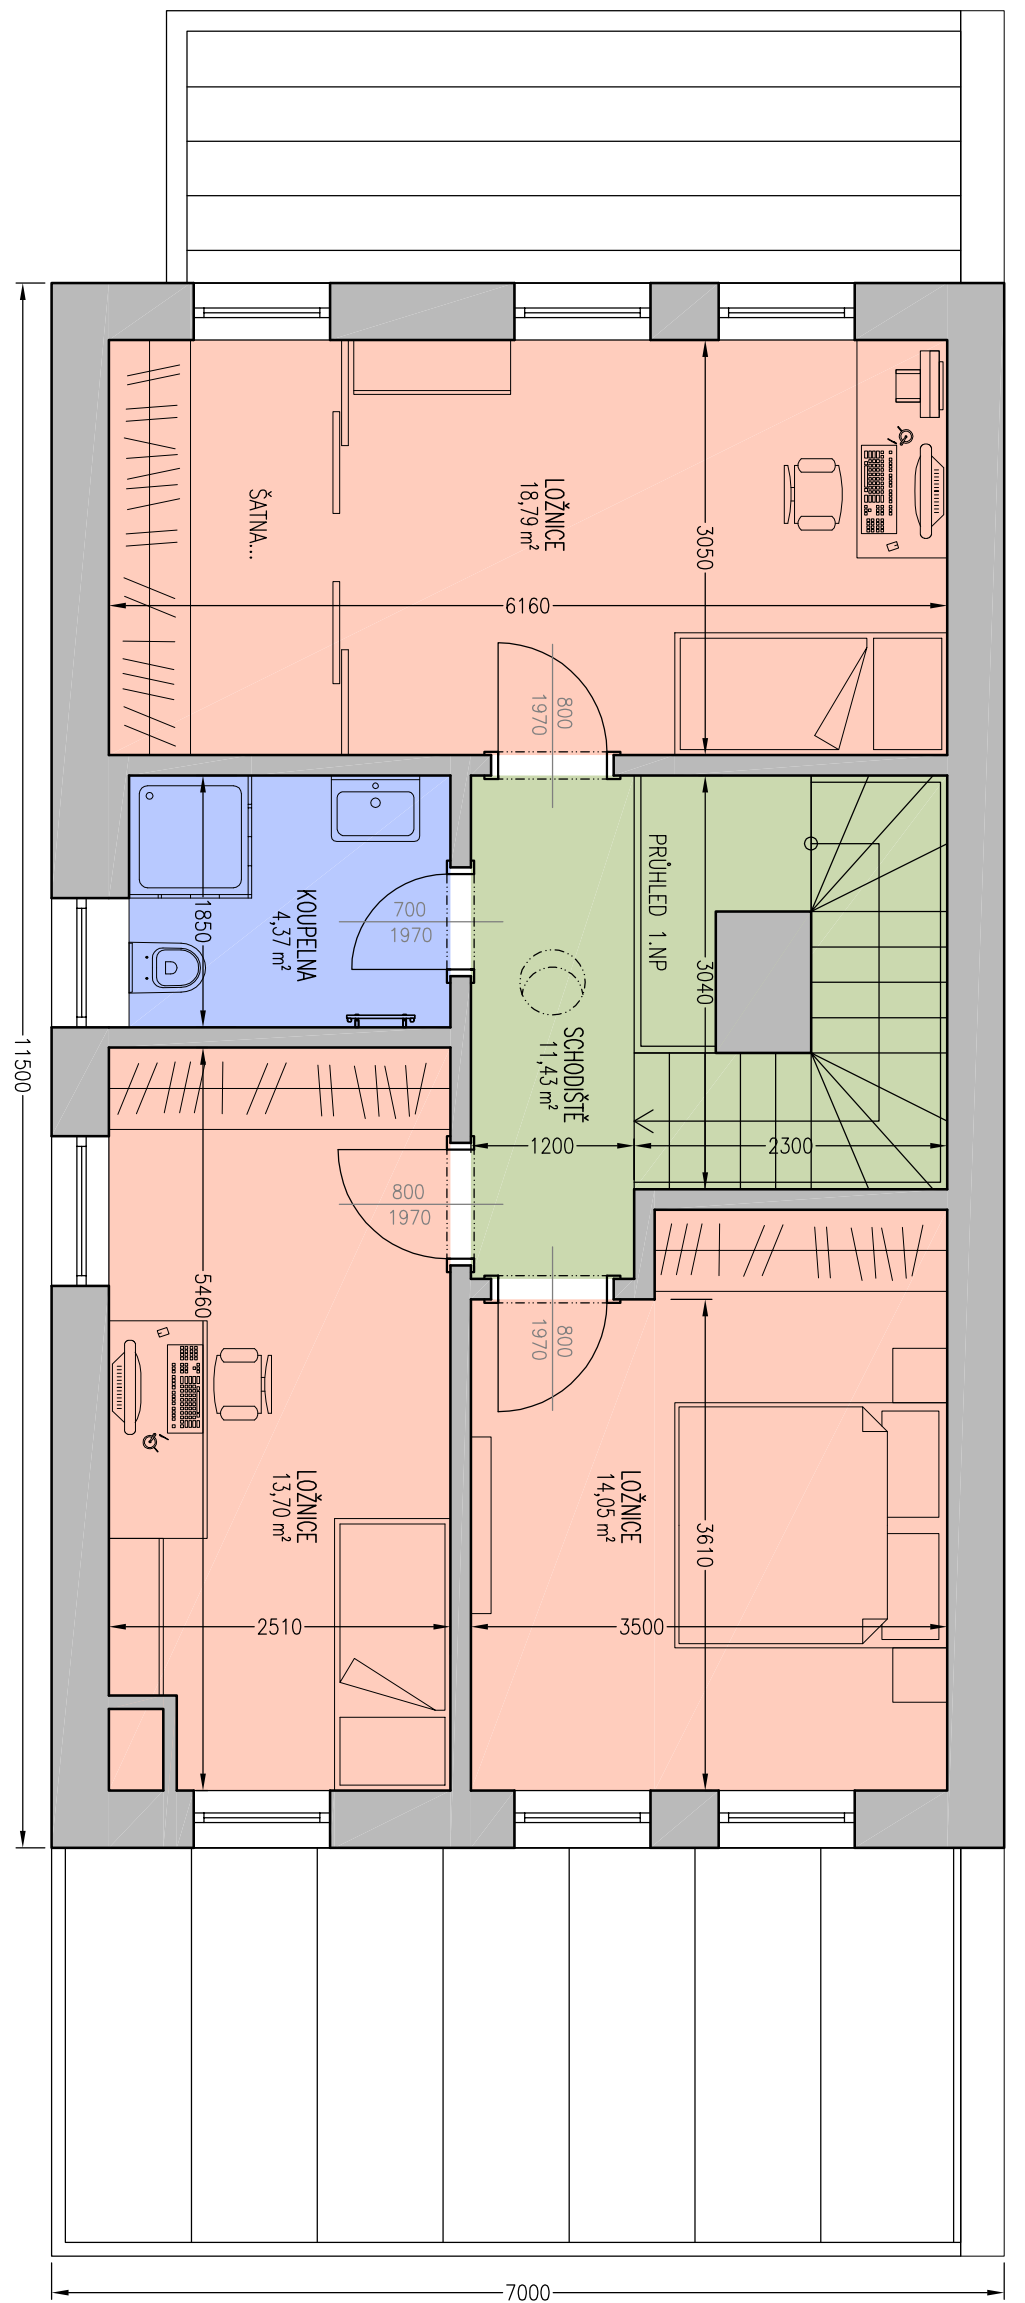 ŠATNA...
LOŽNICE
18,79 m²
3050
6160
800
1970
KOUPELNA
4,37 m²
1850
700
1970
PRŮHLED 1.NP
3040
SCHODIŠTĚ
11,43 m²
1200
2300
11500
800
1970
5460
800
1970
LOŽNICE
13,70 m²
2510
LOŽNICE
14,05 m²
3610
3500
7000